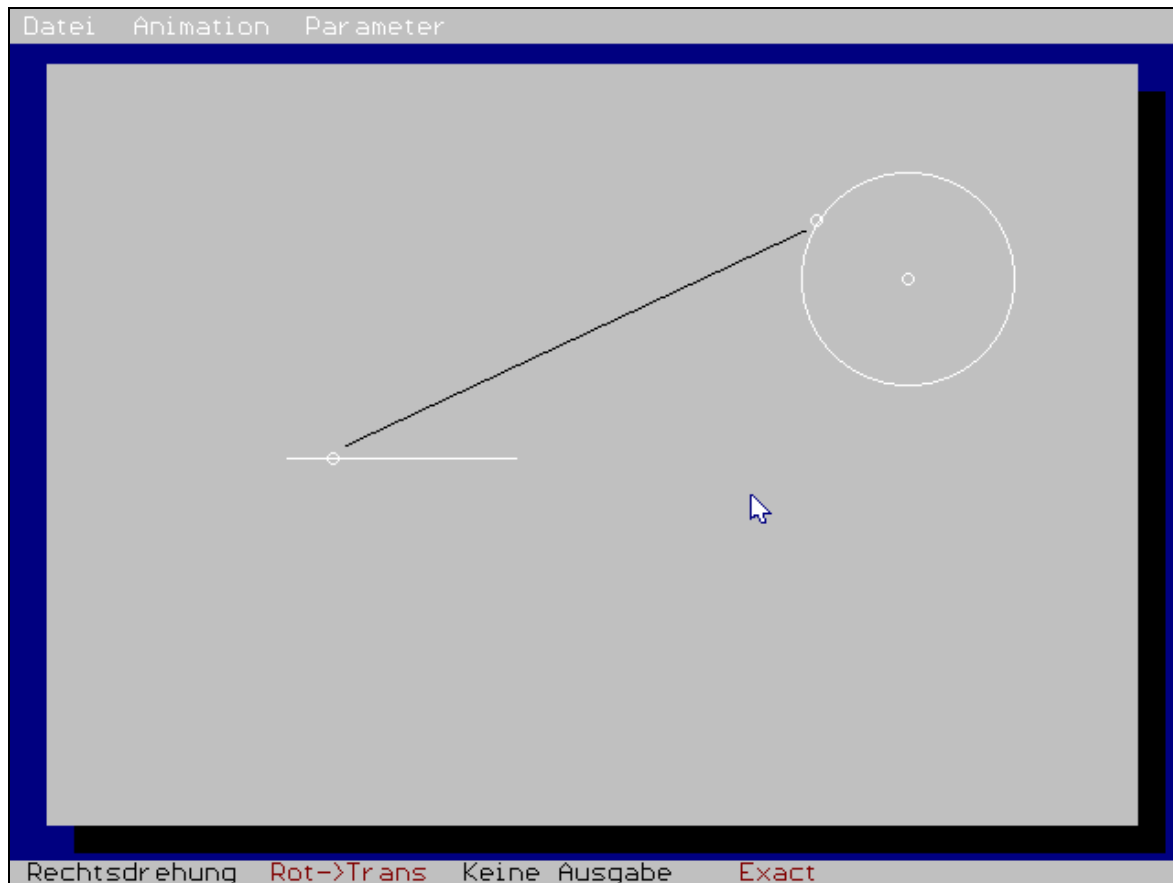 Datei Animation Parameter
Rechtsdrehung Rot->Trans Keine Ausgabe Exact